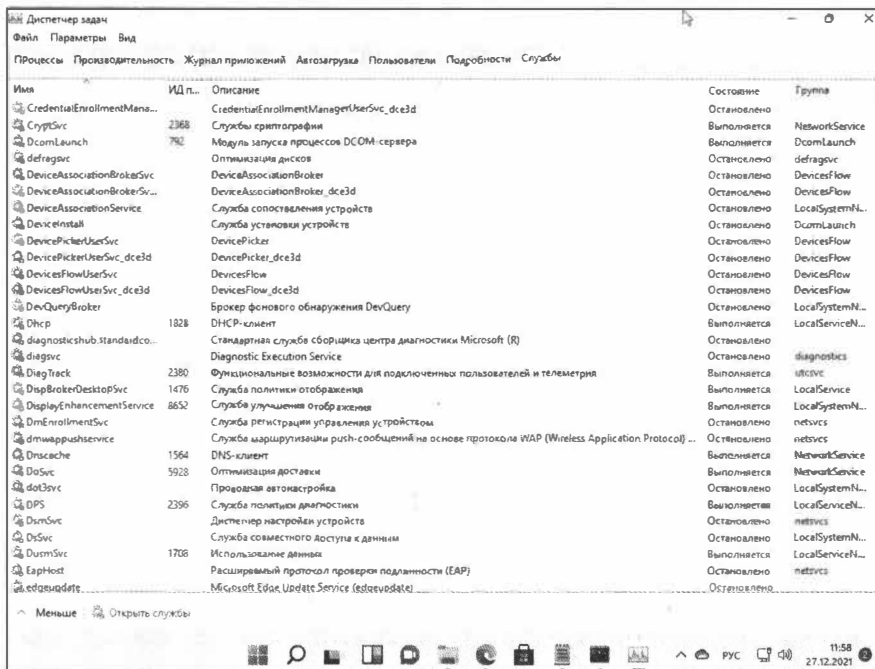 Диспетчер задач
Файл Параметры Вид
Процессы Производительность Журнал приложений Автозагрузка Пользователи Подробности Службы
Имя ИД п... Описание Состояние Группа
CredentialEnrollmentMana... CredentialEnrollmentManagerUserSvc_dce3d Остановлено
CryptSvc 2368 Службы криптографии Выполняется NetworkService
DcomLaunch 792 Модуль запуска процессов DCOM-сервера Выполняется DcomLaunch
defragsvc Оптимизация дисков Остановлено defragsvc
DeviceAssociationBrokerSvc DeviceAssociationBroker Остановлено DevicesFlow
DeviceAssociationBrokerSv... DeviceAssociationBroker_dce3d Остановлено DevicesFlow
DeviceAssociationService Служба сопоставления устройств Остановлено LocalSystemN...
DeviceInstall Служба установки устройств Остановлено DcomLaunch
DevicePickerUserSvc DevicePicker Остановлено DevicesFlow
DevicePickerUserSvc_dce3d DevicePicker_dce3d Остановлено DevicesFlow
DevicesFlowUserSvc DevicesFlow Остановлено DevicesFlow
DevicesFlowUserSvc_dce3d DevicesFlow_dce3d Остановлено DevicesFlow
DevQueryBroker Брокер фонового обнаружения DevQuery Остановлено LocalSystemN...
Dhcp 1828 DHCP-клиент Выполняется LocalServiceN...
diagnosticshub.standardco... Стандартная служба сборщика центра диагностики Microsoft (R) Остановлено
diagsvc Diagnostic Execution Service Остановлено diagnostics
DiagTrack 2380 Функциональные возможности для подключенных пользователей и телеметрия Выполняется utcsvc
DispBrokerDesktopSvc 1476 Служба политики отображения Выполняется LocalService
DisplayEnhancementService 8652 Служба улучшения отображения Выполняется LocalSystemN...
DmEnrollmentSvc Служба регистрации управления устройством Остановлено netsvcs
dmwappushservice Служба маршрутизации push-сообщений на основе протокола WAP (Wireless Application Protocol) ... Остановлено netsvcs
Dnscache 1564 DNS-клиент Выполняется NetworkService
DoSvc 5928 Оптимизация доставки Выполняется NetworkService
dot3svc Проводная автонастройка Остановлено LocalSystemN...
DPS 2396 Служба политики диагностики Выполняется LocalServiceN...
DsmSvc Диспетчер настройки устройств Остановлено netsvcs
DsSvc Служба совместного доступа к данным Остановлено LocalSystemN...
DusmSvc 1708 Использование данных Выполняется LocalServiceN...
EapHost Расширяемый протокол проверки подлинности (EAP) Остановлено netsvcs
edgeupdate Microsoft Edge Update Service (edgeupdate) Остановлено
Меньше Открыть службы
РУС 11:58
27.12.2021 2